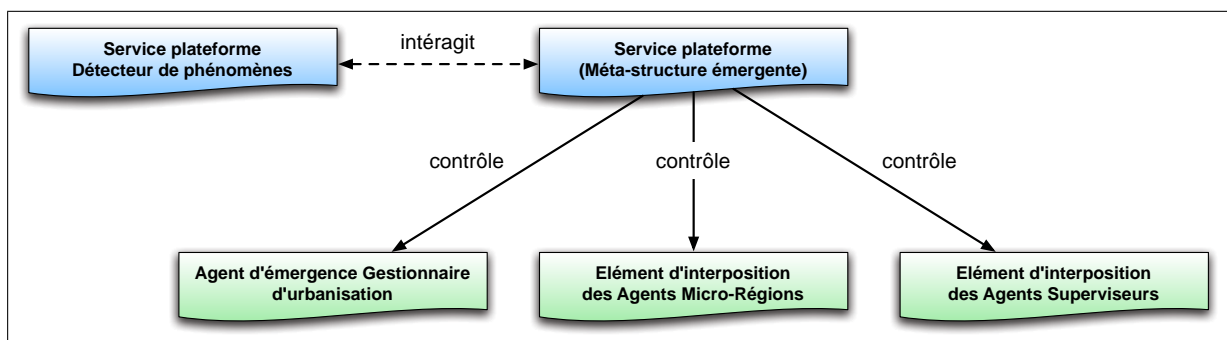 Service plateforme
Détecteur de phénomènes
intéragit
Service plateforme
(Méta-structure émergente)
contrôle
contrôle
contrôle
Agent d'émergence Gestionnaire
d'urbanisation
Elément d'interposition
des Agents Micro-Régions
Elément d'interposition
des Agents Superviseurs